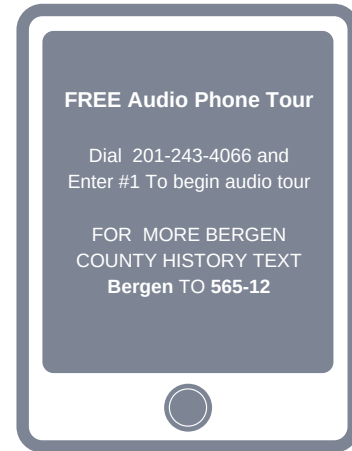 FREE Audio Phone Tour
Dial 201-243-4066 and
Enter #1 To begin audio tour
FOR MORE BERGEN
COUNTY HISTORY TEXT
Bergen TO 565-12